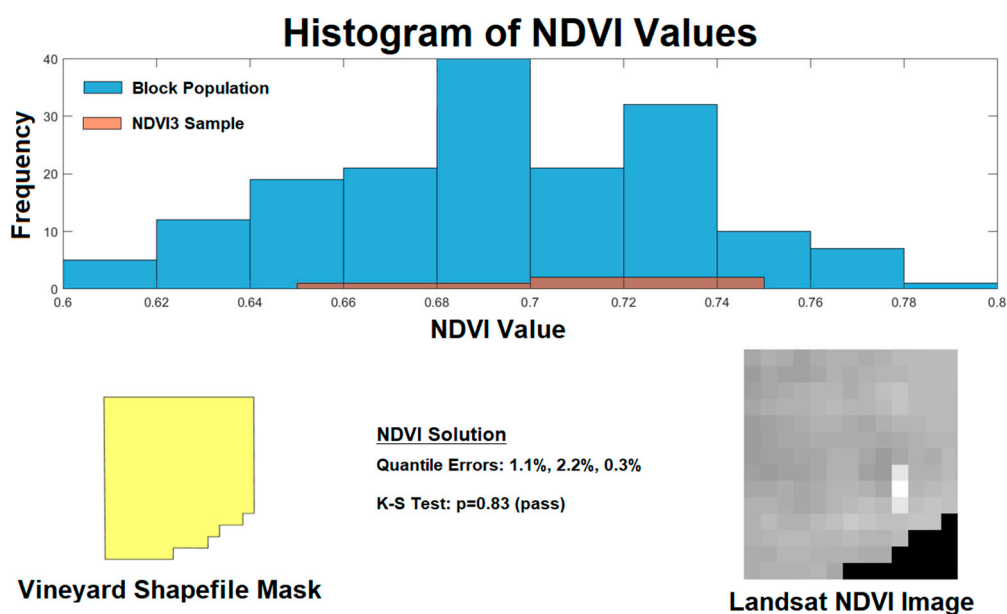 Histogram of NDVI Values
Frequency
40
30
20
10
0
Block Population
NDVI3 Sample
0.6 0.62 0.64 0.66 0.68 0.7 0.72 0.74 0.76 0.78 0.8
NDVI Value
NDVI Solution
Quantile Errors: 1.1%, 2.2%, 0.3%
K-S Test: p=0.83 (pass)
Vineyard Shapefile Mask
Landsat NDVI Image